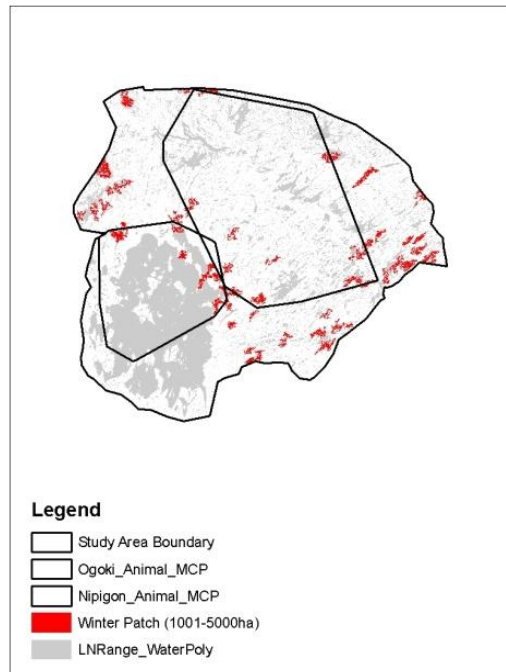 Legend
Study Area Boundary
Ogoki_Animal_MCP
Nipigon_Animal_MCP
Winter Patch (1001-5000ha)
LNRange_WaterPoly